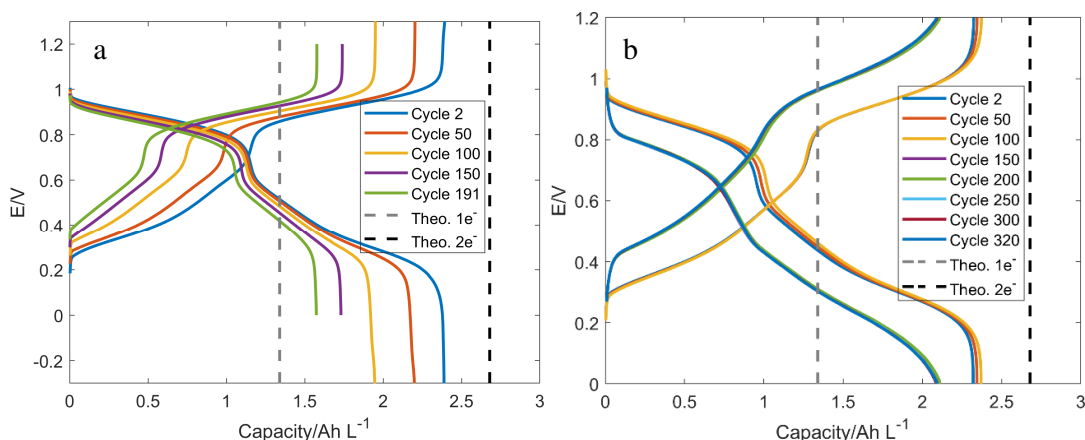 a
E/V
1.2
1
0.8
0.6
0.4
0.2
0
-0.2
0
0.5
1
1.5
2
2.5
3
Capacity/Ah L⁻¹
Cycle 2
Cycle 50
Cycle 100
Cycle 150
Cycle 191
Theo. 1e⁻
Theo. 2e⁻
b
E/V
1.2
1
0.8
0.6
0.4
0.2
0
0
0.5
1
1.5
2
2.5
3
Capacity/Ah L⁻¹
Cycle 2
Cycle 50
Cycle 100
Cycle 150
Cycle 200
Cycle 250
Cycle 300
Cycle 320
Theo. 1e⁻
Theo. 2e⁻